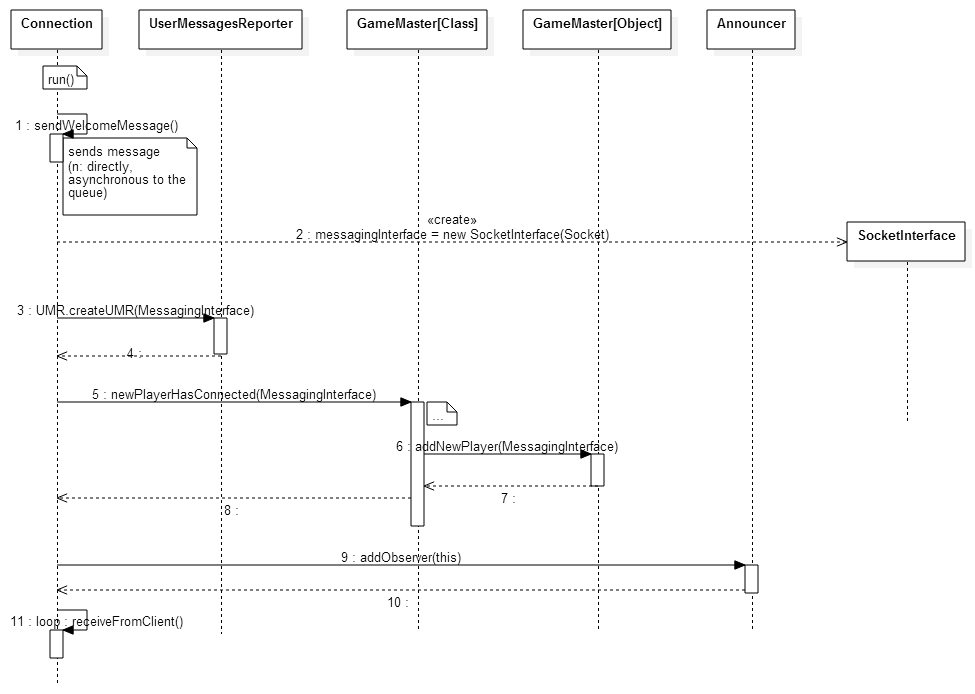 Connection
UserMessagesReporter
GameMaster[Class]
GameMaster[Object]
Announcer
run()
1 : sendWelcomeMessage()
sends message
(n: directly,
asynchronous to the
queue)
«create»
2 : messagingInterface = new SocketInterface(Socket)
SocketInterface
3 : UMR.createUMR(MessagingInterface)
4 :
5 : newPlayerHasConnected(MessagingInterface)
...
6 : addNewPlayer(MessagingInterface)
7 :
8 :
9 : addObserver(this)
10 :
11 : loop : receiveFromClient()